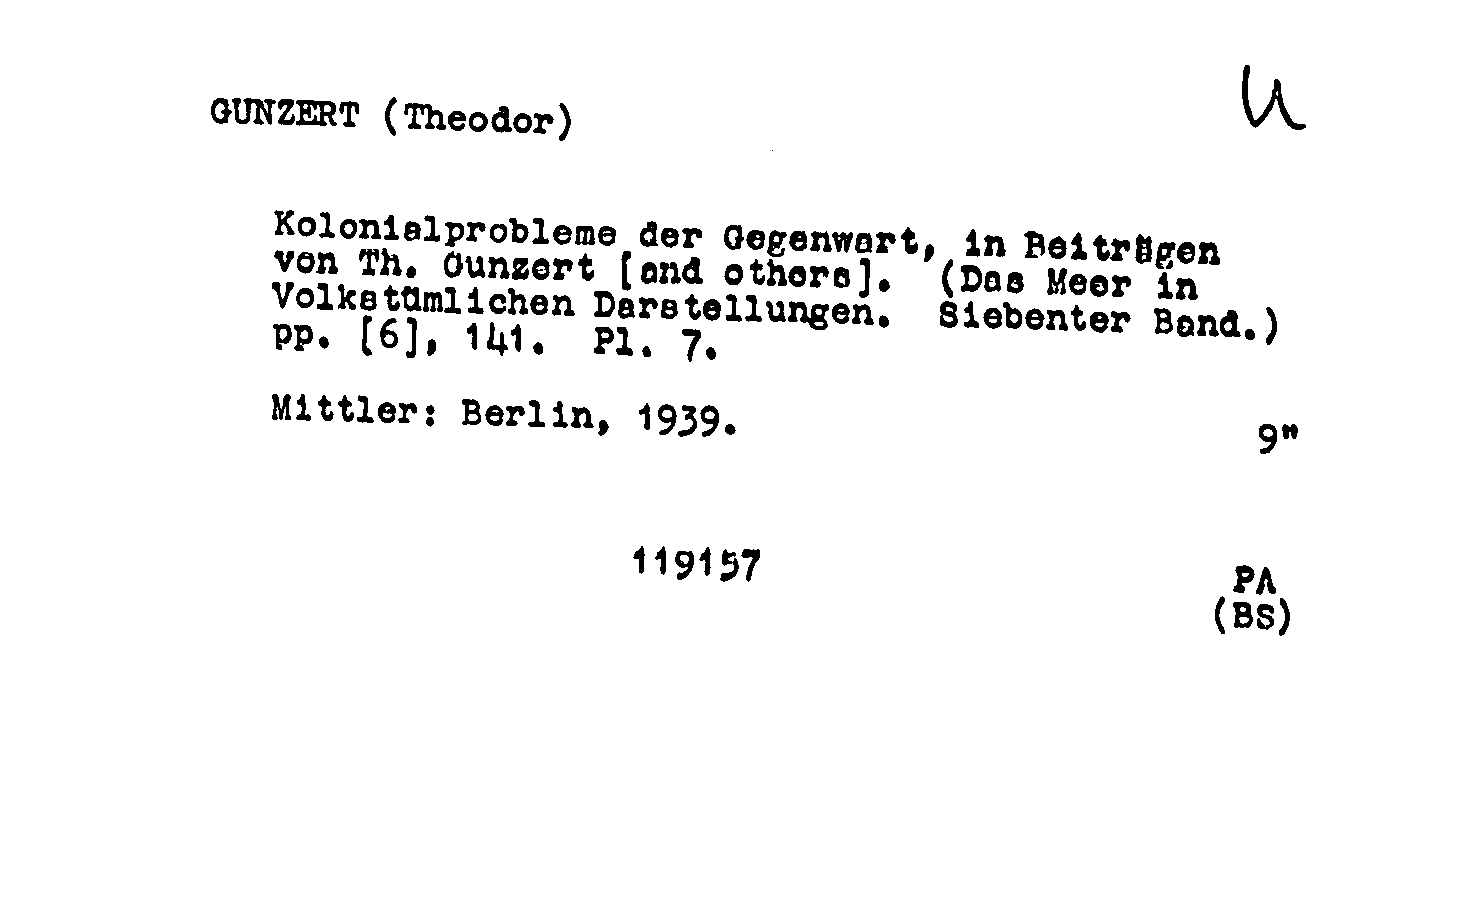 GUNZERT (Theodor)
U
Kolonialprobleme der Gegenwart, in Beiträgen
von Th. Gunzert [and others]. (Das Meer in
Volkstümlichen Darstellungen. Siebenter Band.)
pp. [6], 141. Pl. 7.
Mittler: Berlin, 1939.
9"
119157
PA
(BS)